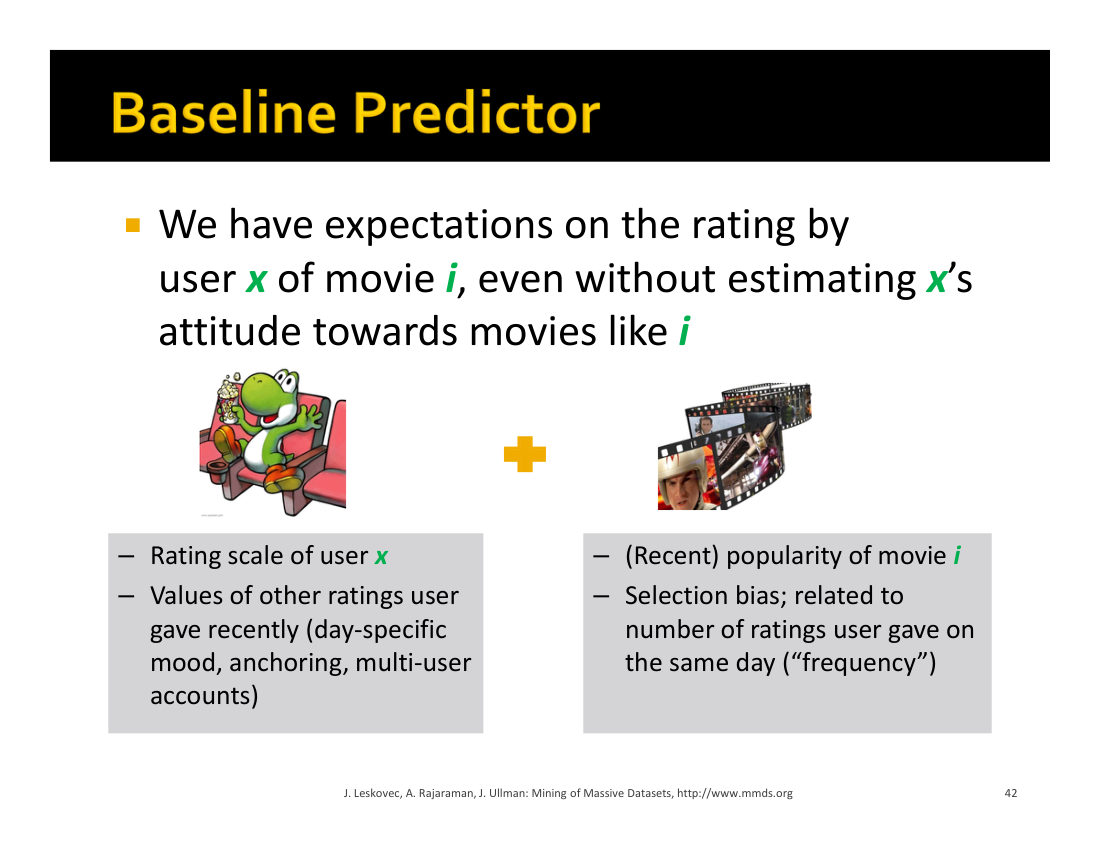 Baseline Predictor
We have expectations on the rating by
user x of movie i, even without estimating x’s
attitude towards movies like i
– Rating scale of user x
– Values of other ratings user
gave recently (day-specific
mood, anchoring, multi-user
accounts)
– (Recent) popularity of movie i
– Selection bias; related to
number of ratings user gave on
the same day (“frequency”)
J. Leskovec, A. Rajaraman, J. Ullman: Mining of Massive Datasets, http://www.mmds.org
42